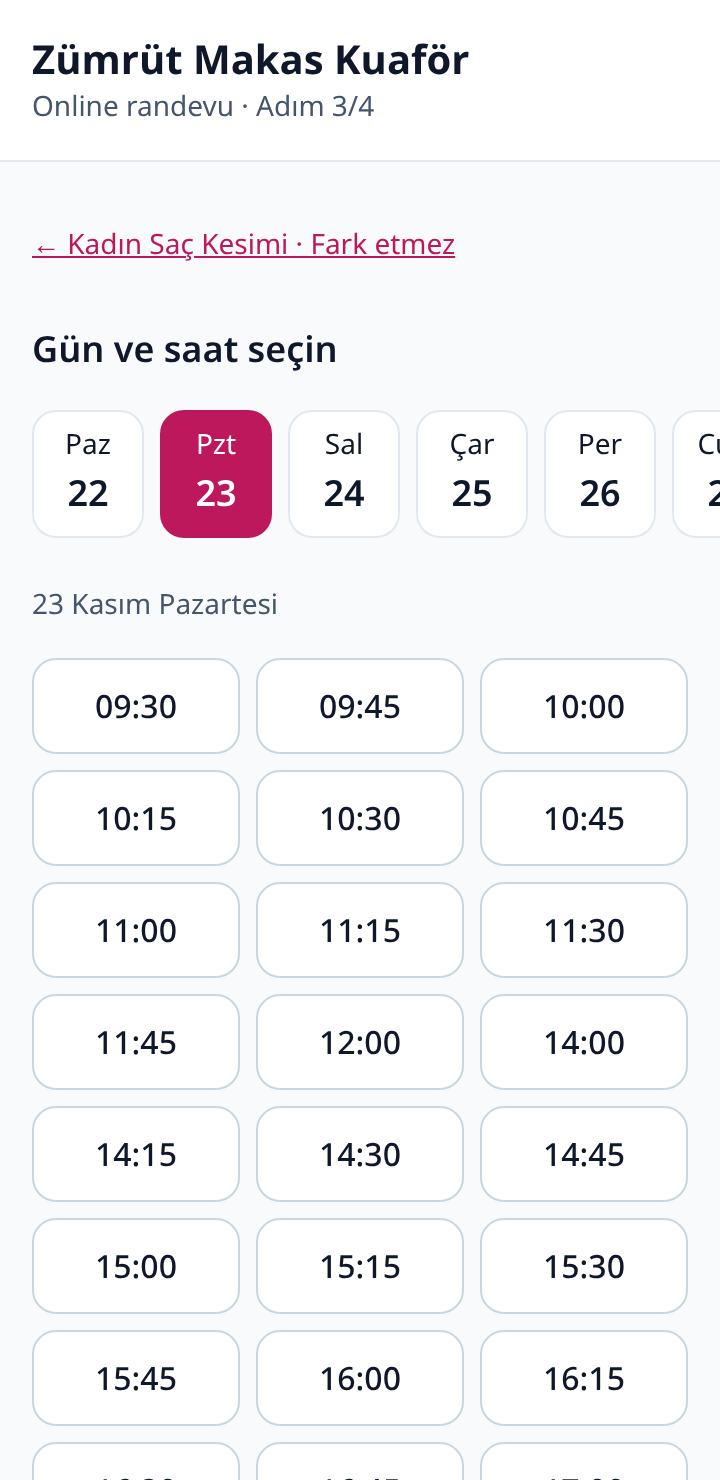 Zümrüt Makas Kuaför
Online randevu · Adım 3/4
← Kadın Saç Kesimi · Fark etmez
Gün ve saat seçin
Paz Pzt Sal Çar Per
22 23 24 25 26
23 Kasım Pazartesi
09:30 09:45 10:00
10:15 10:30 10:45
11:00 11:15 11:30
11:45 12:00 14:00
14:15 14:30 14:45
15:00 15:15 15:30
15:45 16:00 16:15